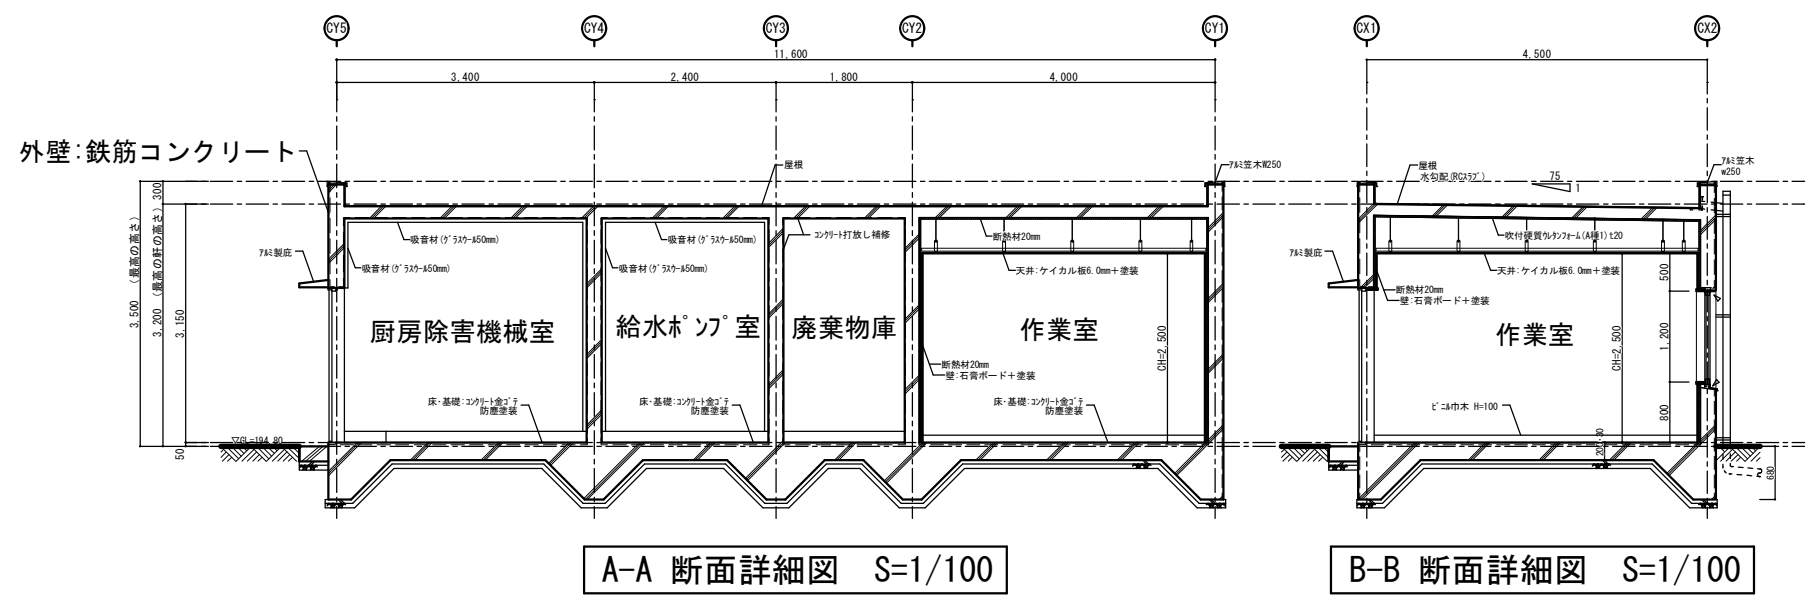 CY5 CY4 CY3 CY2 CY1 CX1 CX2
11,600
4,500
3,400 2,400 1,800 4,000
外壁:鉄筋コンクリート
屋根
アルミ笠木W250
屋根
水勾配(RCスラブ)
75
1
アルミ笠木
w250
3,500 (最高の高さ)
3,200 (最高の軒の高さ)
300
3,150
50
吸音材(グラスウール50mm)
吸音材(グラスウール50mm)
コンクリート打放し補修
断熱材20mm
吹付硬質ウレタンフォーム(A種1)t20
アルミ製庇
吸音材(グラスウール50mm)
吸音材(グラスウール50mm)
天井:ケイカル板6.0mm+塗装
アルミ製庇
天井:ケイカル板6.0mm+塗装
断熱材20mm
壁:石膏ボード+塗装
500
厨房除害機械室
給水ポンプ室
廃棄物庫
作業室
作業室
CH=2,500
CH=2,500
1,200
断熱材20mm
壁:石膏ボード+塗装
床・基礎:コンクリート金ゴテ
防塵塗装
床・基礎:コンクリート金ゴテ
防塵塗装
床・基礎:コンクリート金ゴテ
防塵塗装
ビニル巾木 H=100
800
▽GL=194.80
680
A-A 断面詳細図 S=1/100
B-B 断面詳細図 S=1/100